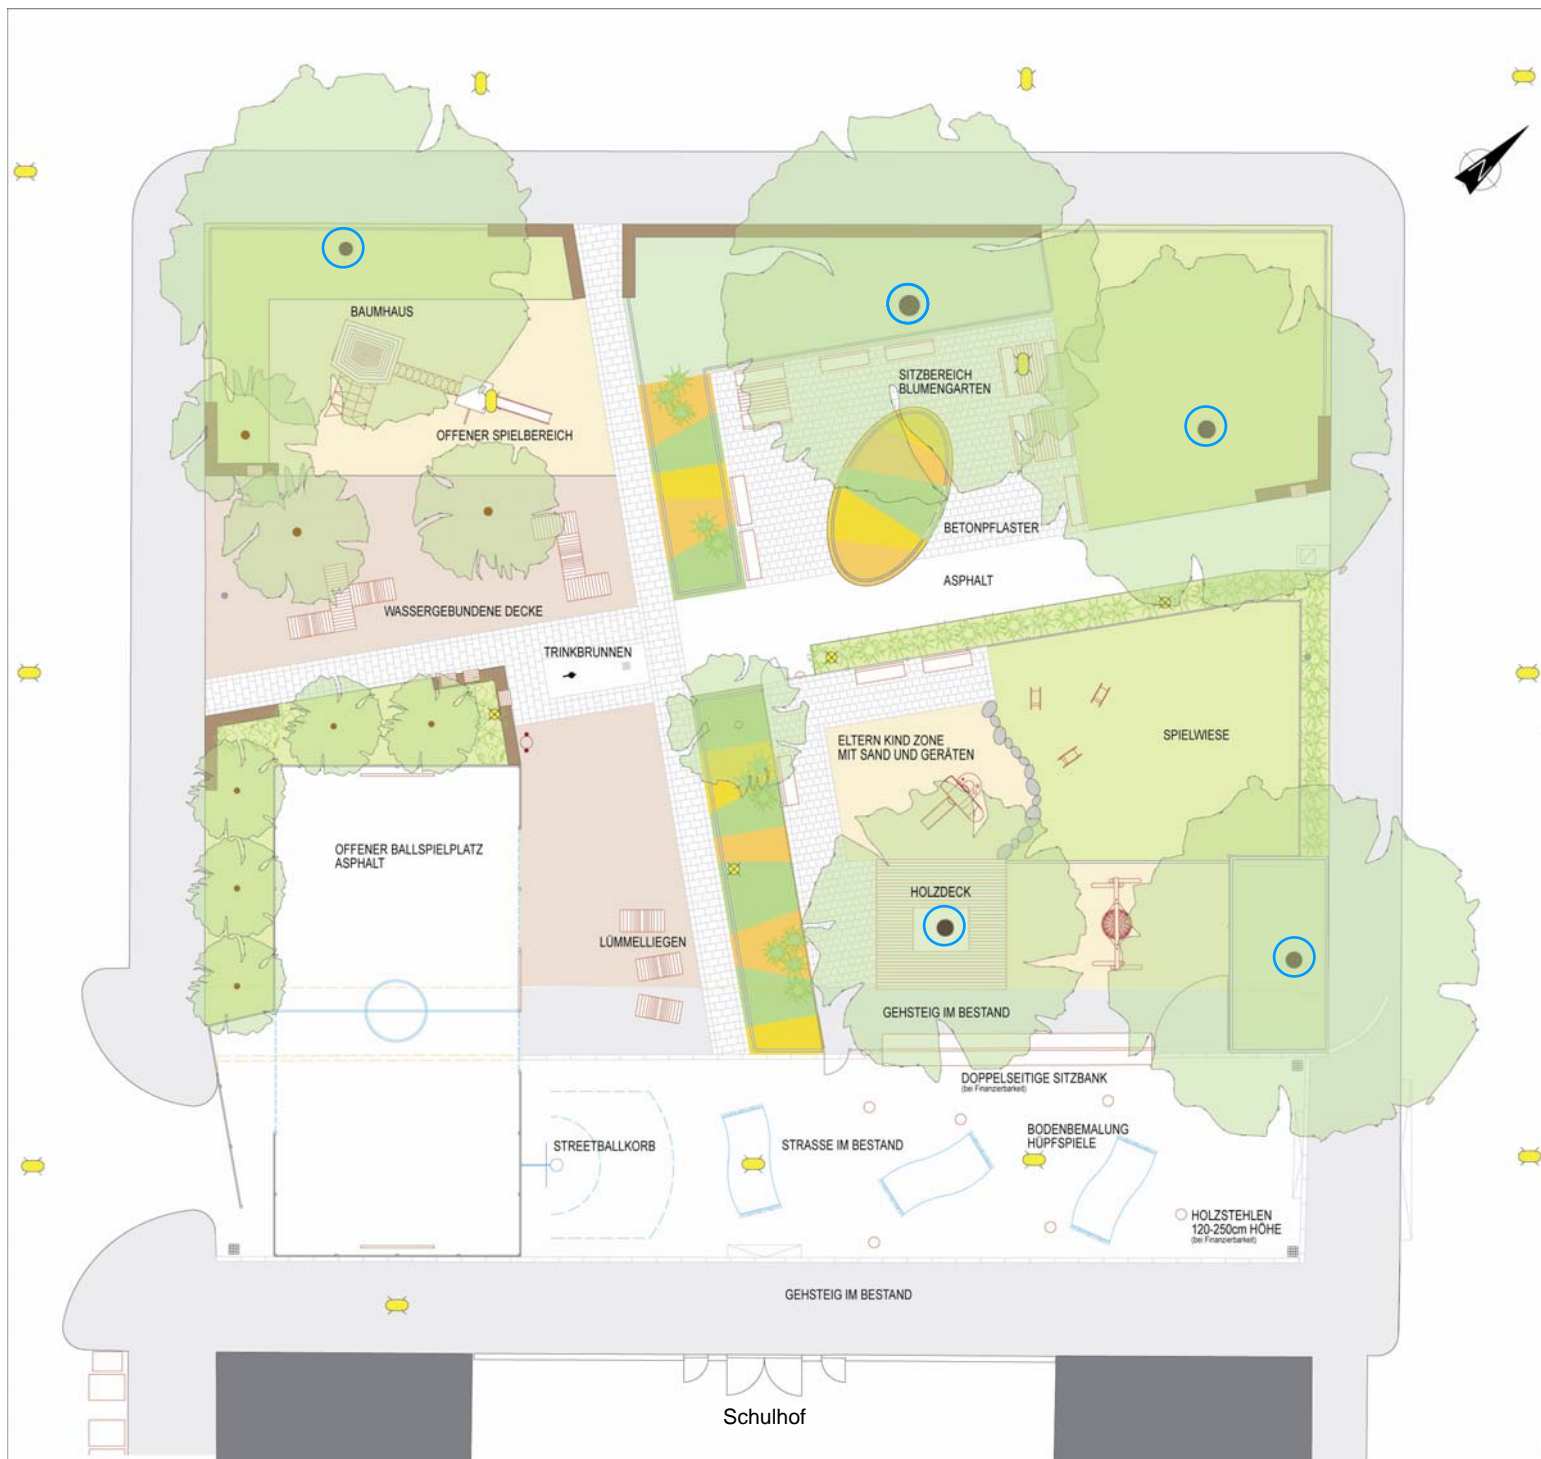 N
BAUMHAUS
SITZBEREICH
BLUMENGARTEN
OFFENER SPIELBEREICH
BETONPFLASTER
ASPHALT
WASSERGEBUNDENE DECKE
TRINKBRUNNEN
ELTERN KIND ZONE
MIT SAND UND GERÄTEN
SPIELWIESE
OFFENER BALLSPIELPLATZ
ASPHALT
HOLZDECK
LÜMMELLIEGEN
GEHSTEIG IM BESTAND
DOPPELSEITIGE SITZBANK
(bei Finanzierbarkeit)
STREETBALLKORB
STRASSE IM BESTAND
BODENBEMALUNG
HÜPFSPIELE
HOLZSTEHLEN
120-250cm HÖHE
(bei Finanzierbarkeit)
GEHSTEIG IM BESTAND
Schulhof